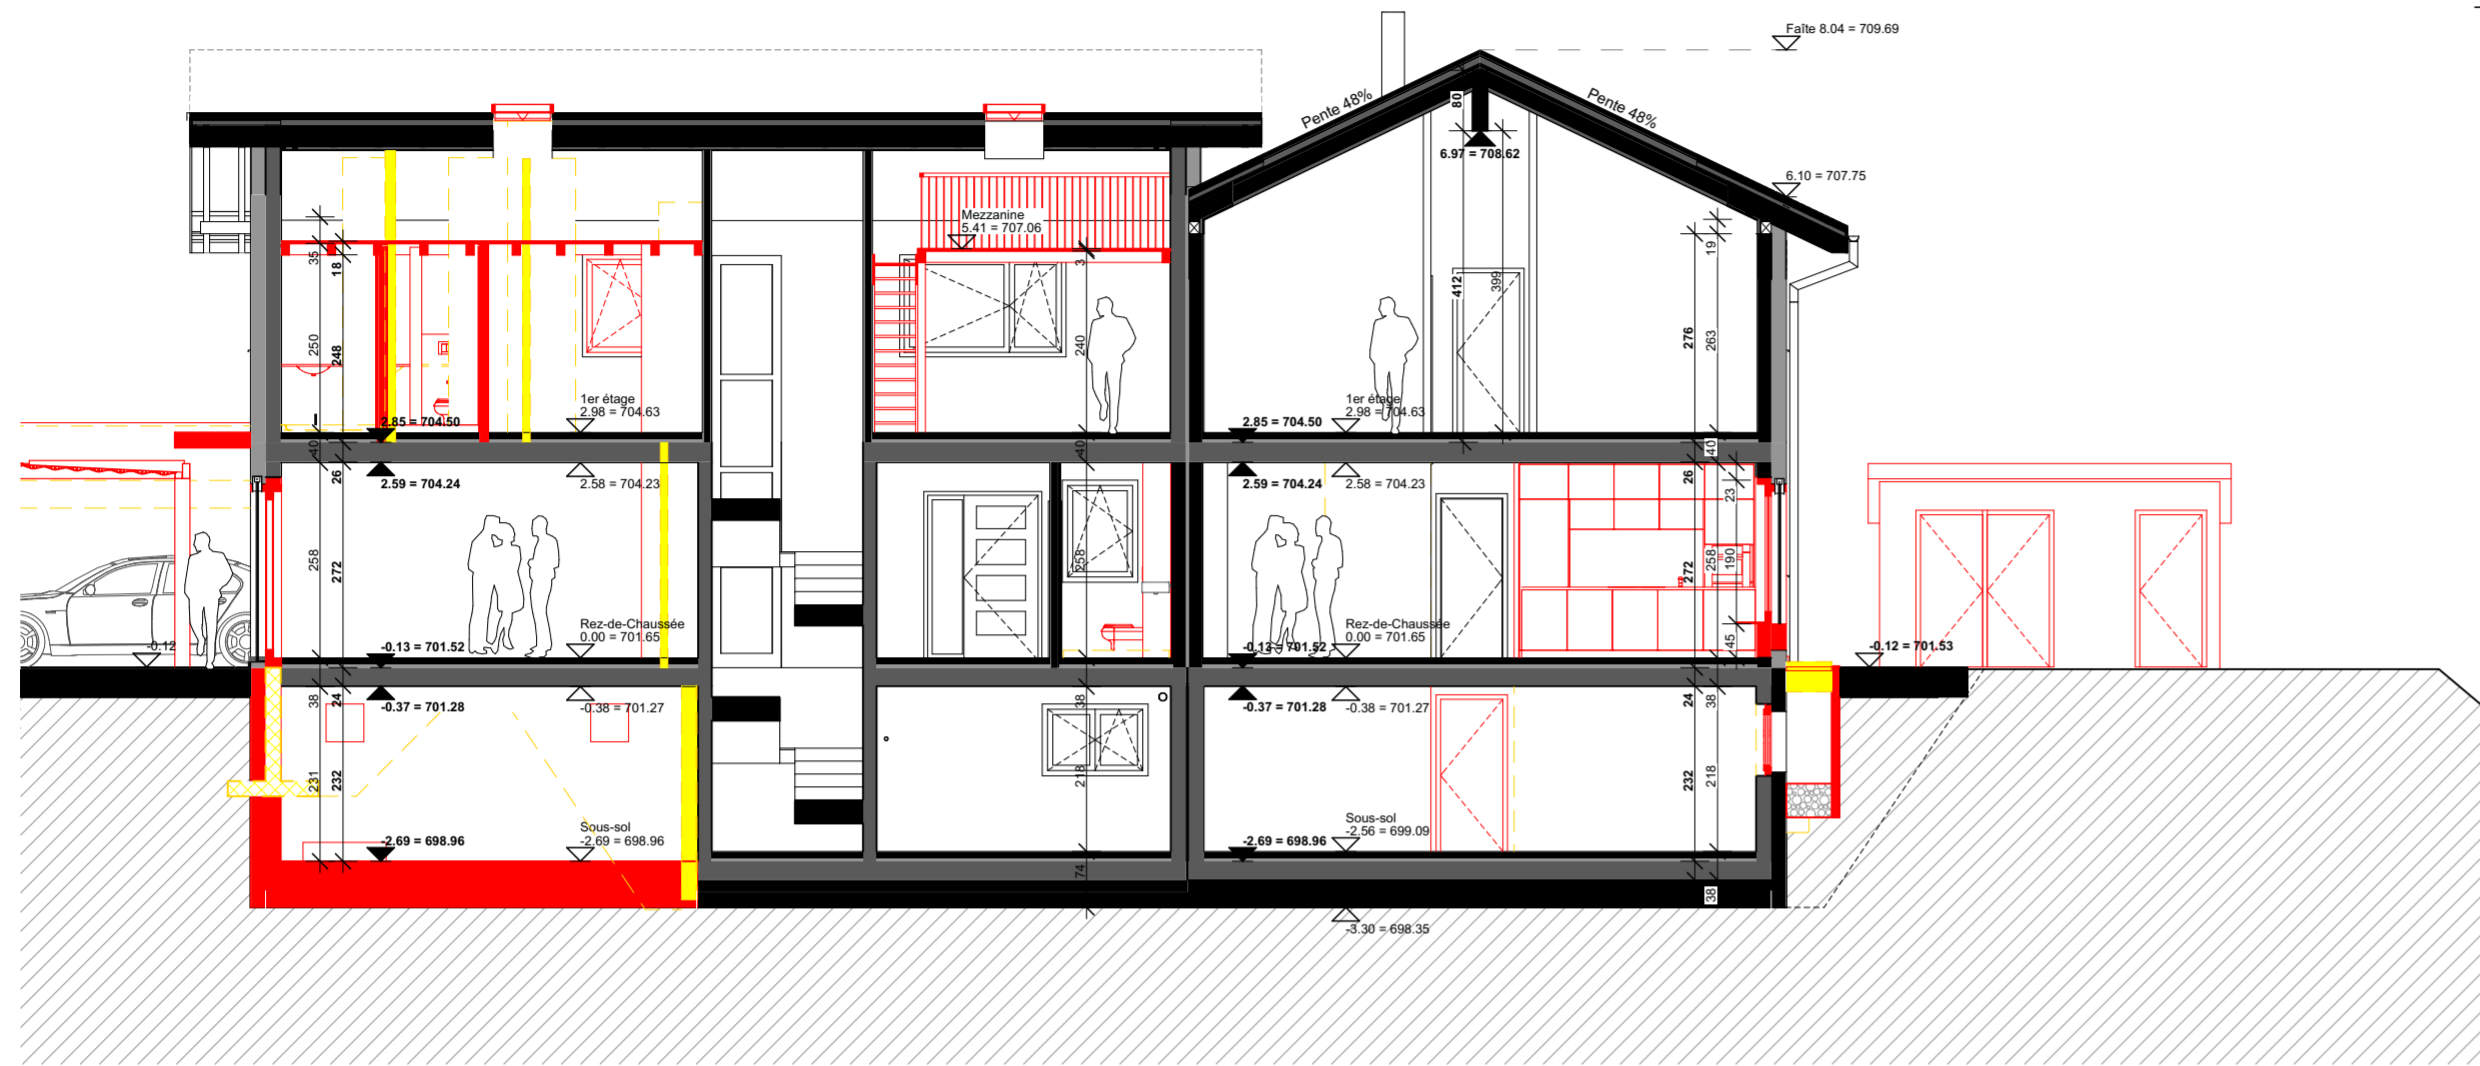 Faîte 8.04 = 709.69
Pente 48%
Pente 48%
80
6.97 = 708.62
6.10 = 707.75
Mezzanine
5.41 = 707.06
35
18
3
19
250
248
240
412
399
276
263
1er étage
2.98 = 704.63
2.85 = 704.50
1er étage
2.98 = 704.63
2.85 = 704.50
40
40
40
26
2.59 = 704.24
2.58 = 704.23
2.59 = 704.24
2.58 = 704.23
26
23
258
272
258
272
258
190
Rez-de-Chaussée
0.00 = 701.65
-0.13 = 701.52
Rez-de-Chaussée
0.00 = 701.65
-0.13 = 701.52
45
-0.12
-0.12 = 701.53
38
24
-0.37 = 701.28
-0.38 = 701.27
38
-0.37 = 701.28
-0.38 = 701.27
24
38
231
232
218
232
218
Sous-sol
-2.69 = 698.96
-2.69 = 698.96
Sous-sol
-2.56 = 699.09
-2.69 = 698.96
74
38
-3.30 = 698.35